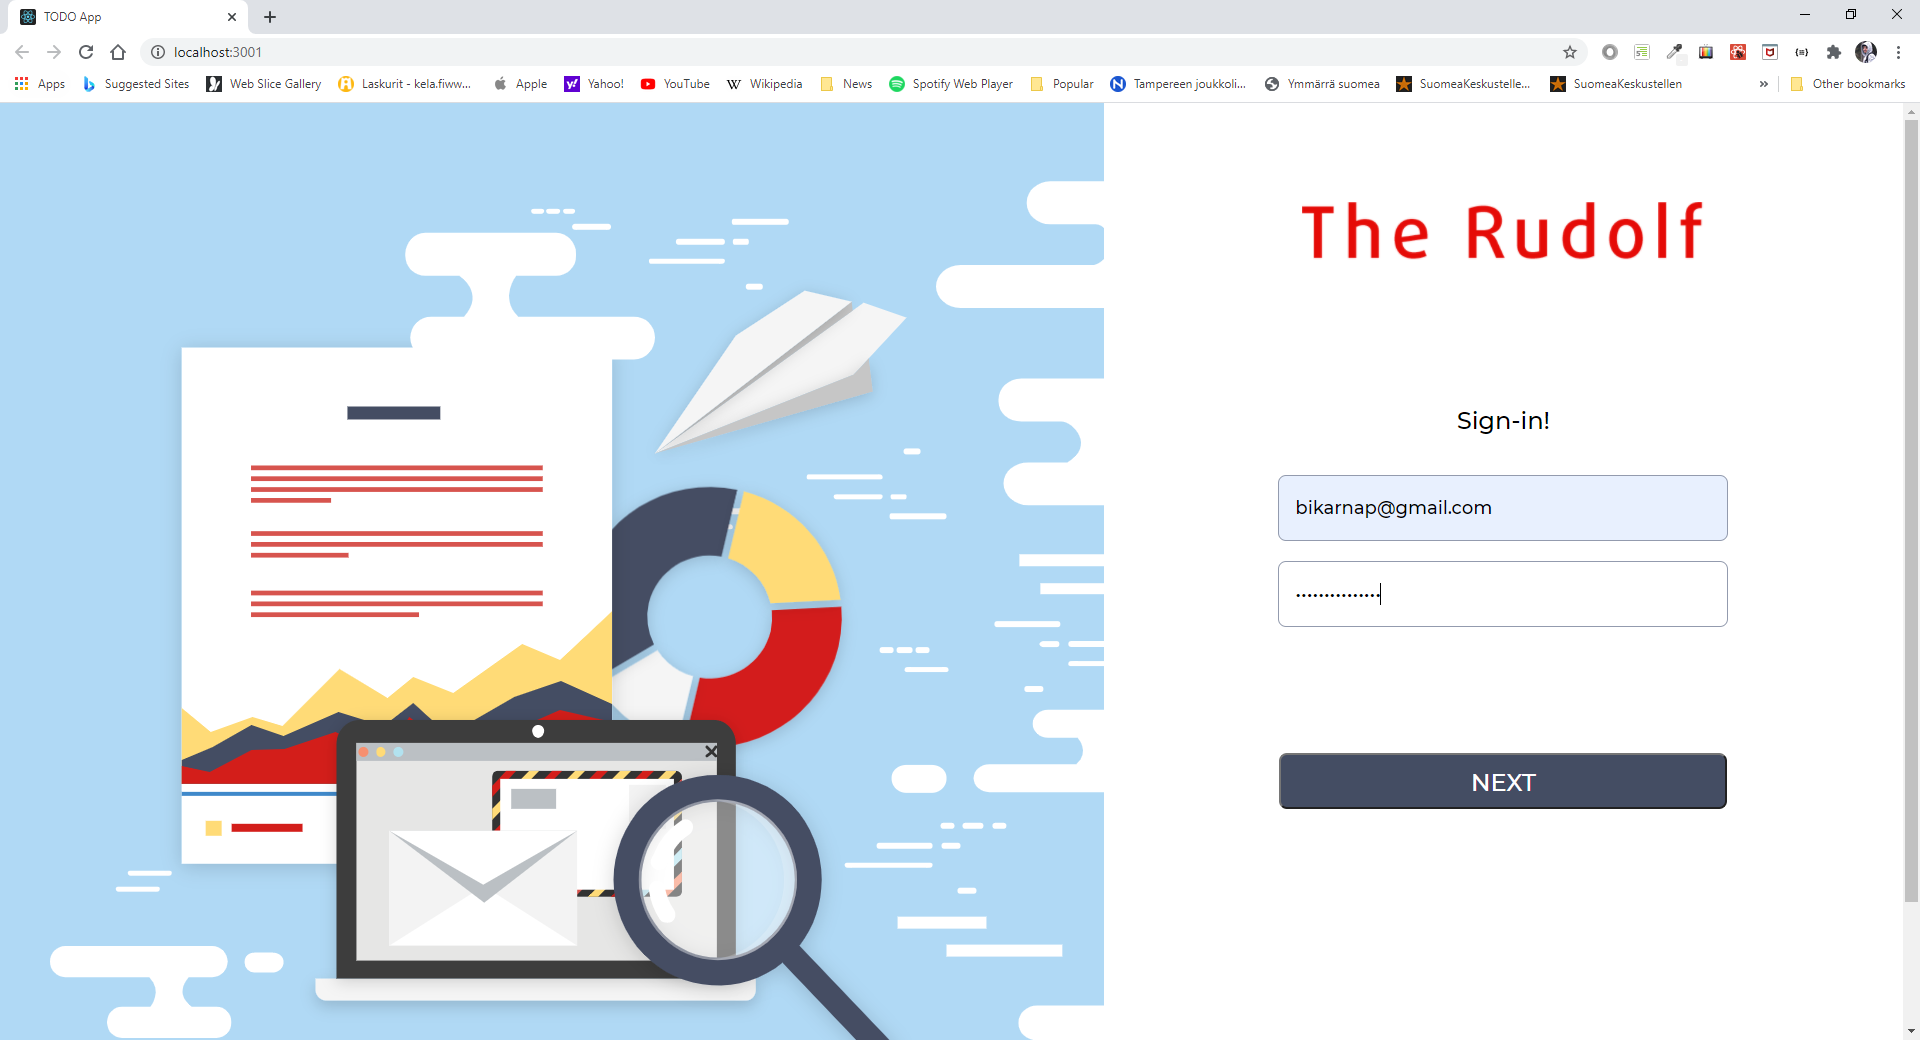 TODO App
localhost:3001
Apps
Suggested Sites
Web Slice Gallery
Laskurit - kela.fiww...
Apple
Yahoo!
YouTube
Wikipedia
News
Spotify Web Player
Popular
Tampereen joukkoli...
Ymmärrä suomea
SuomeaKeskustelle...
SuomeaKeskustellen
»
Other bookmarks
The Rudolf
Sign-in!
bikarnap@gmail.com
•••••••••••••••
NEXT